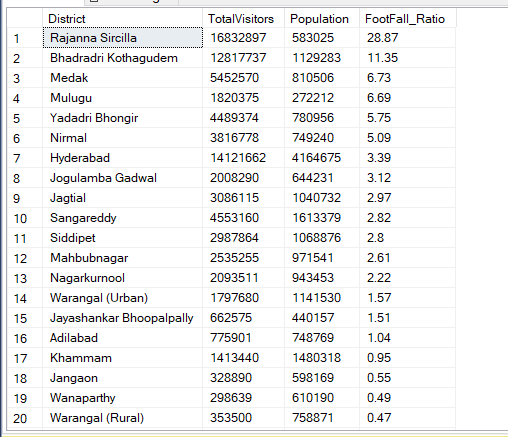 District TotalVisitors Population FootFall_Ratio
1 Rajanna Sircilla 16832897 583025 28.87
2 Bhadradri Kothagudem 12817737 1129283 11.35
3 Medak 5452570 810506 6.73
4 Mulugu 1820375 272212 6.69
5 Yadadri Bhongir 4489374 780956 5.75
6 Nirmal 3816778 749240 5.09
7 Hyderabad 14121662 4164675 3.39
8 Jogulamba Gadwal 2008290 644231 3.12
9 Jagtial 3086115 1040732 2.97
10 Sangareddy 4553160 1613379 2.82
11 Siddipet 2987864 1068876 2.8
12 Mahbubnagar 2535255 971541 2.61
13 Nagarkurnool 2093511 943453 2.22
14 Warangal (Urban) 1797680 1141530 1.57
15 Jayashankar Bhoopalpally 662575 440157 1.51
16 Adilabad 775901 748769 1.04
17 Khammam 1413440 1480318 0.95
18 Jangaon 328890 598169 0.55
19 Wanaparthy 298639 610190 0.49
20 Warangal (Rural) 353500 758871 0.47